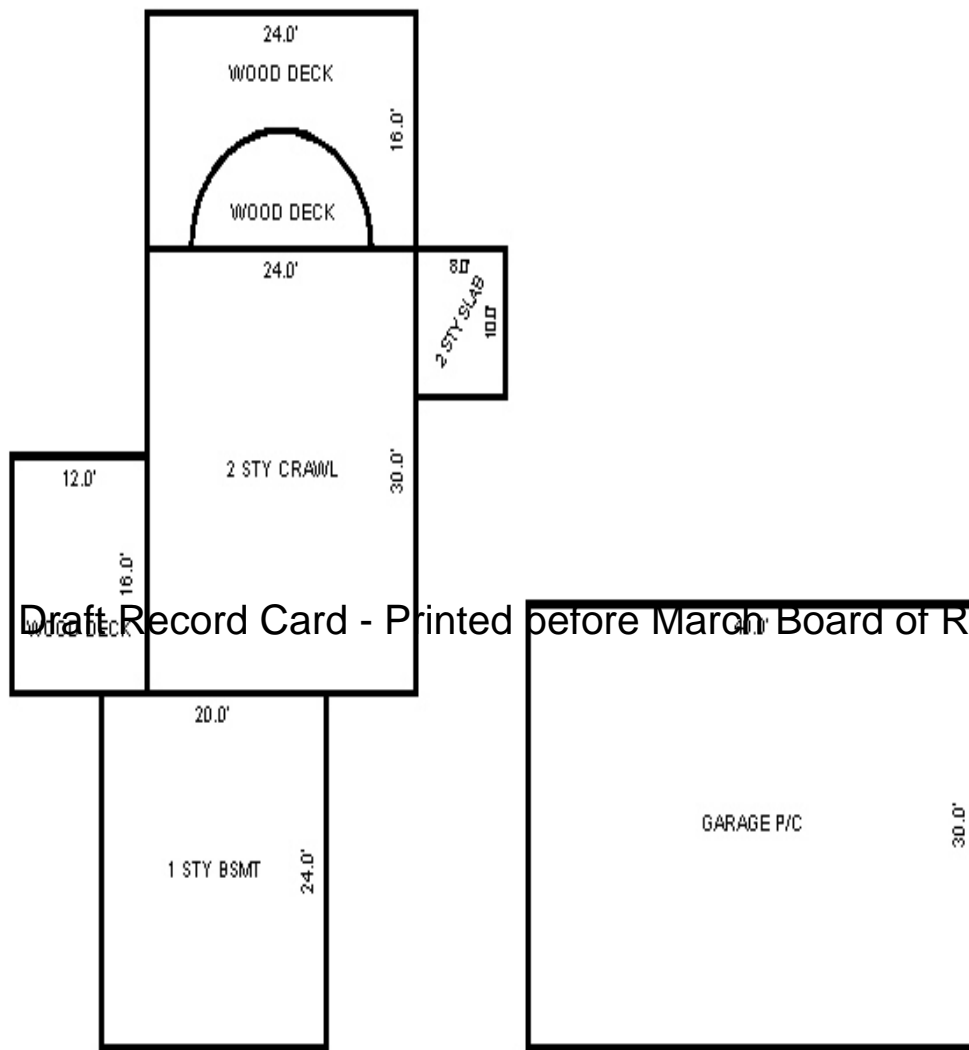 24.0'
WOOD DECK
16.0'
WOOD DECK
24.0'
8.0'
2 STY SLAB
10.0'
2 STY CRAWL
30.0'
12.0'
16.0'
WOOD DECK
Draft Record Card - Printed before March Board of R
40.0'
20.0'
1 STY BSMT
24.0'
GARAGE P/C
30.0'